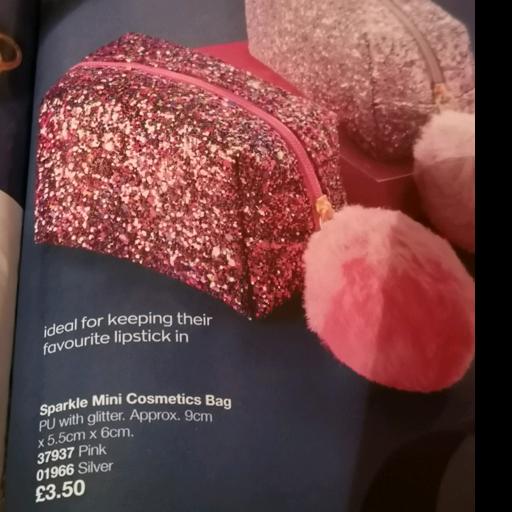 ideal for keeping their
favourite lipstick in
Sparkle Mini Cosmetics Bag
PU with glitter. Approx. 9cm
x 5.5cm x 6cm.
37937 Pink
01966 Silver
£3.50